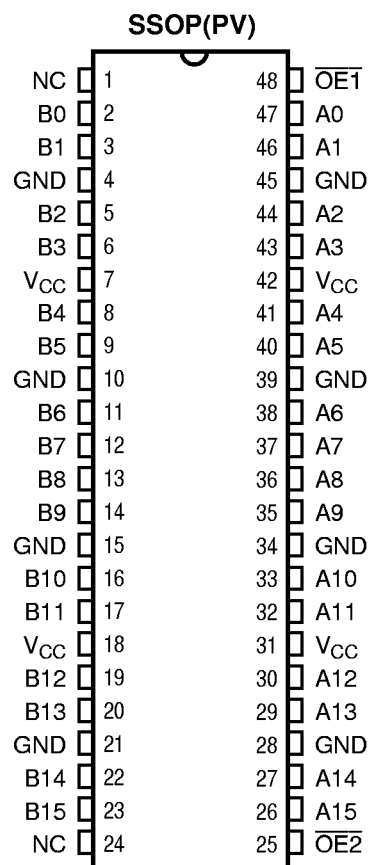 SSOP(PV)
NC 1 48 OE1
B0 2 47 A0
B1 3 46 A1
GND 4 45 GND
B2 5 44 A2
B3 6 43 A3
VCC 7 42 VCC
B4 8 41 A4
B5 9 40 A5
GND 10 39 GND
B6 11 38 A6
B7 12 37 A7
B8 13 36 A8
B9 14 35 A9
GND 15 34 GND
B10 16 33 A10
B11 17 32 A11
VCC 18 31 VCC
B12 19 30 A12
B13 20 29 A13
GND 21 28 GND
B14 22 27 A14
B15 23 26 A15
NC 24 25 OE2